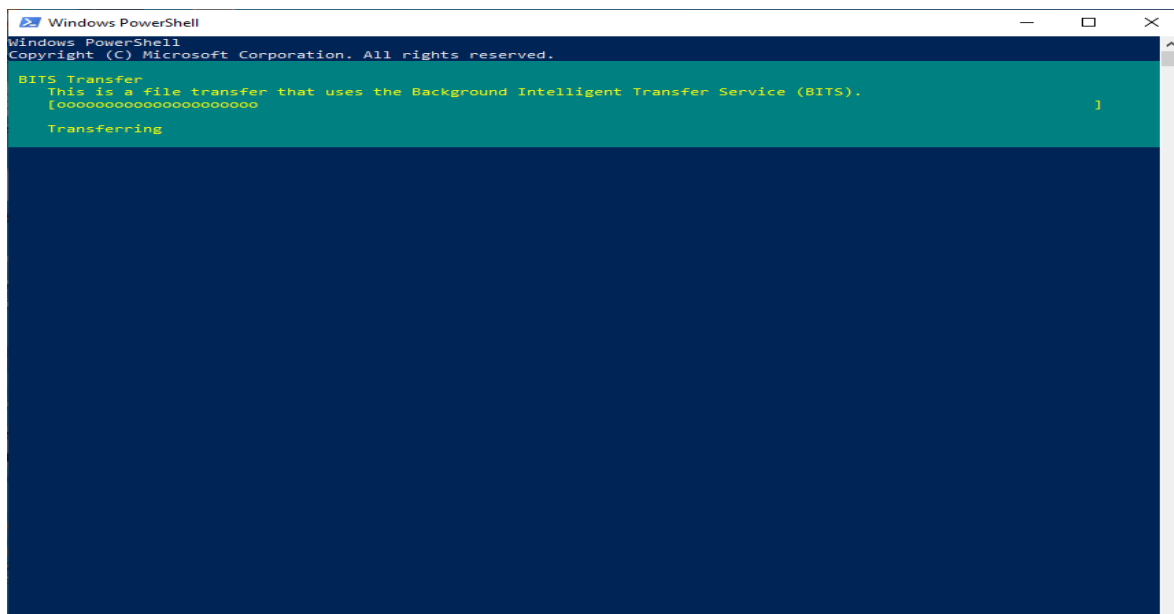 Windows PowerShell
Windows PowerShell
Copyright (C) Microsoft Corporation. All rights reserved.
BITS Transfer
This is a file transfer that uses the Background Intelligent Transfer Service (BITS).
[oooooooooooooooooooo ]
Transferring